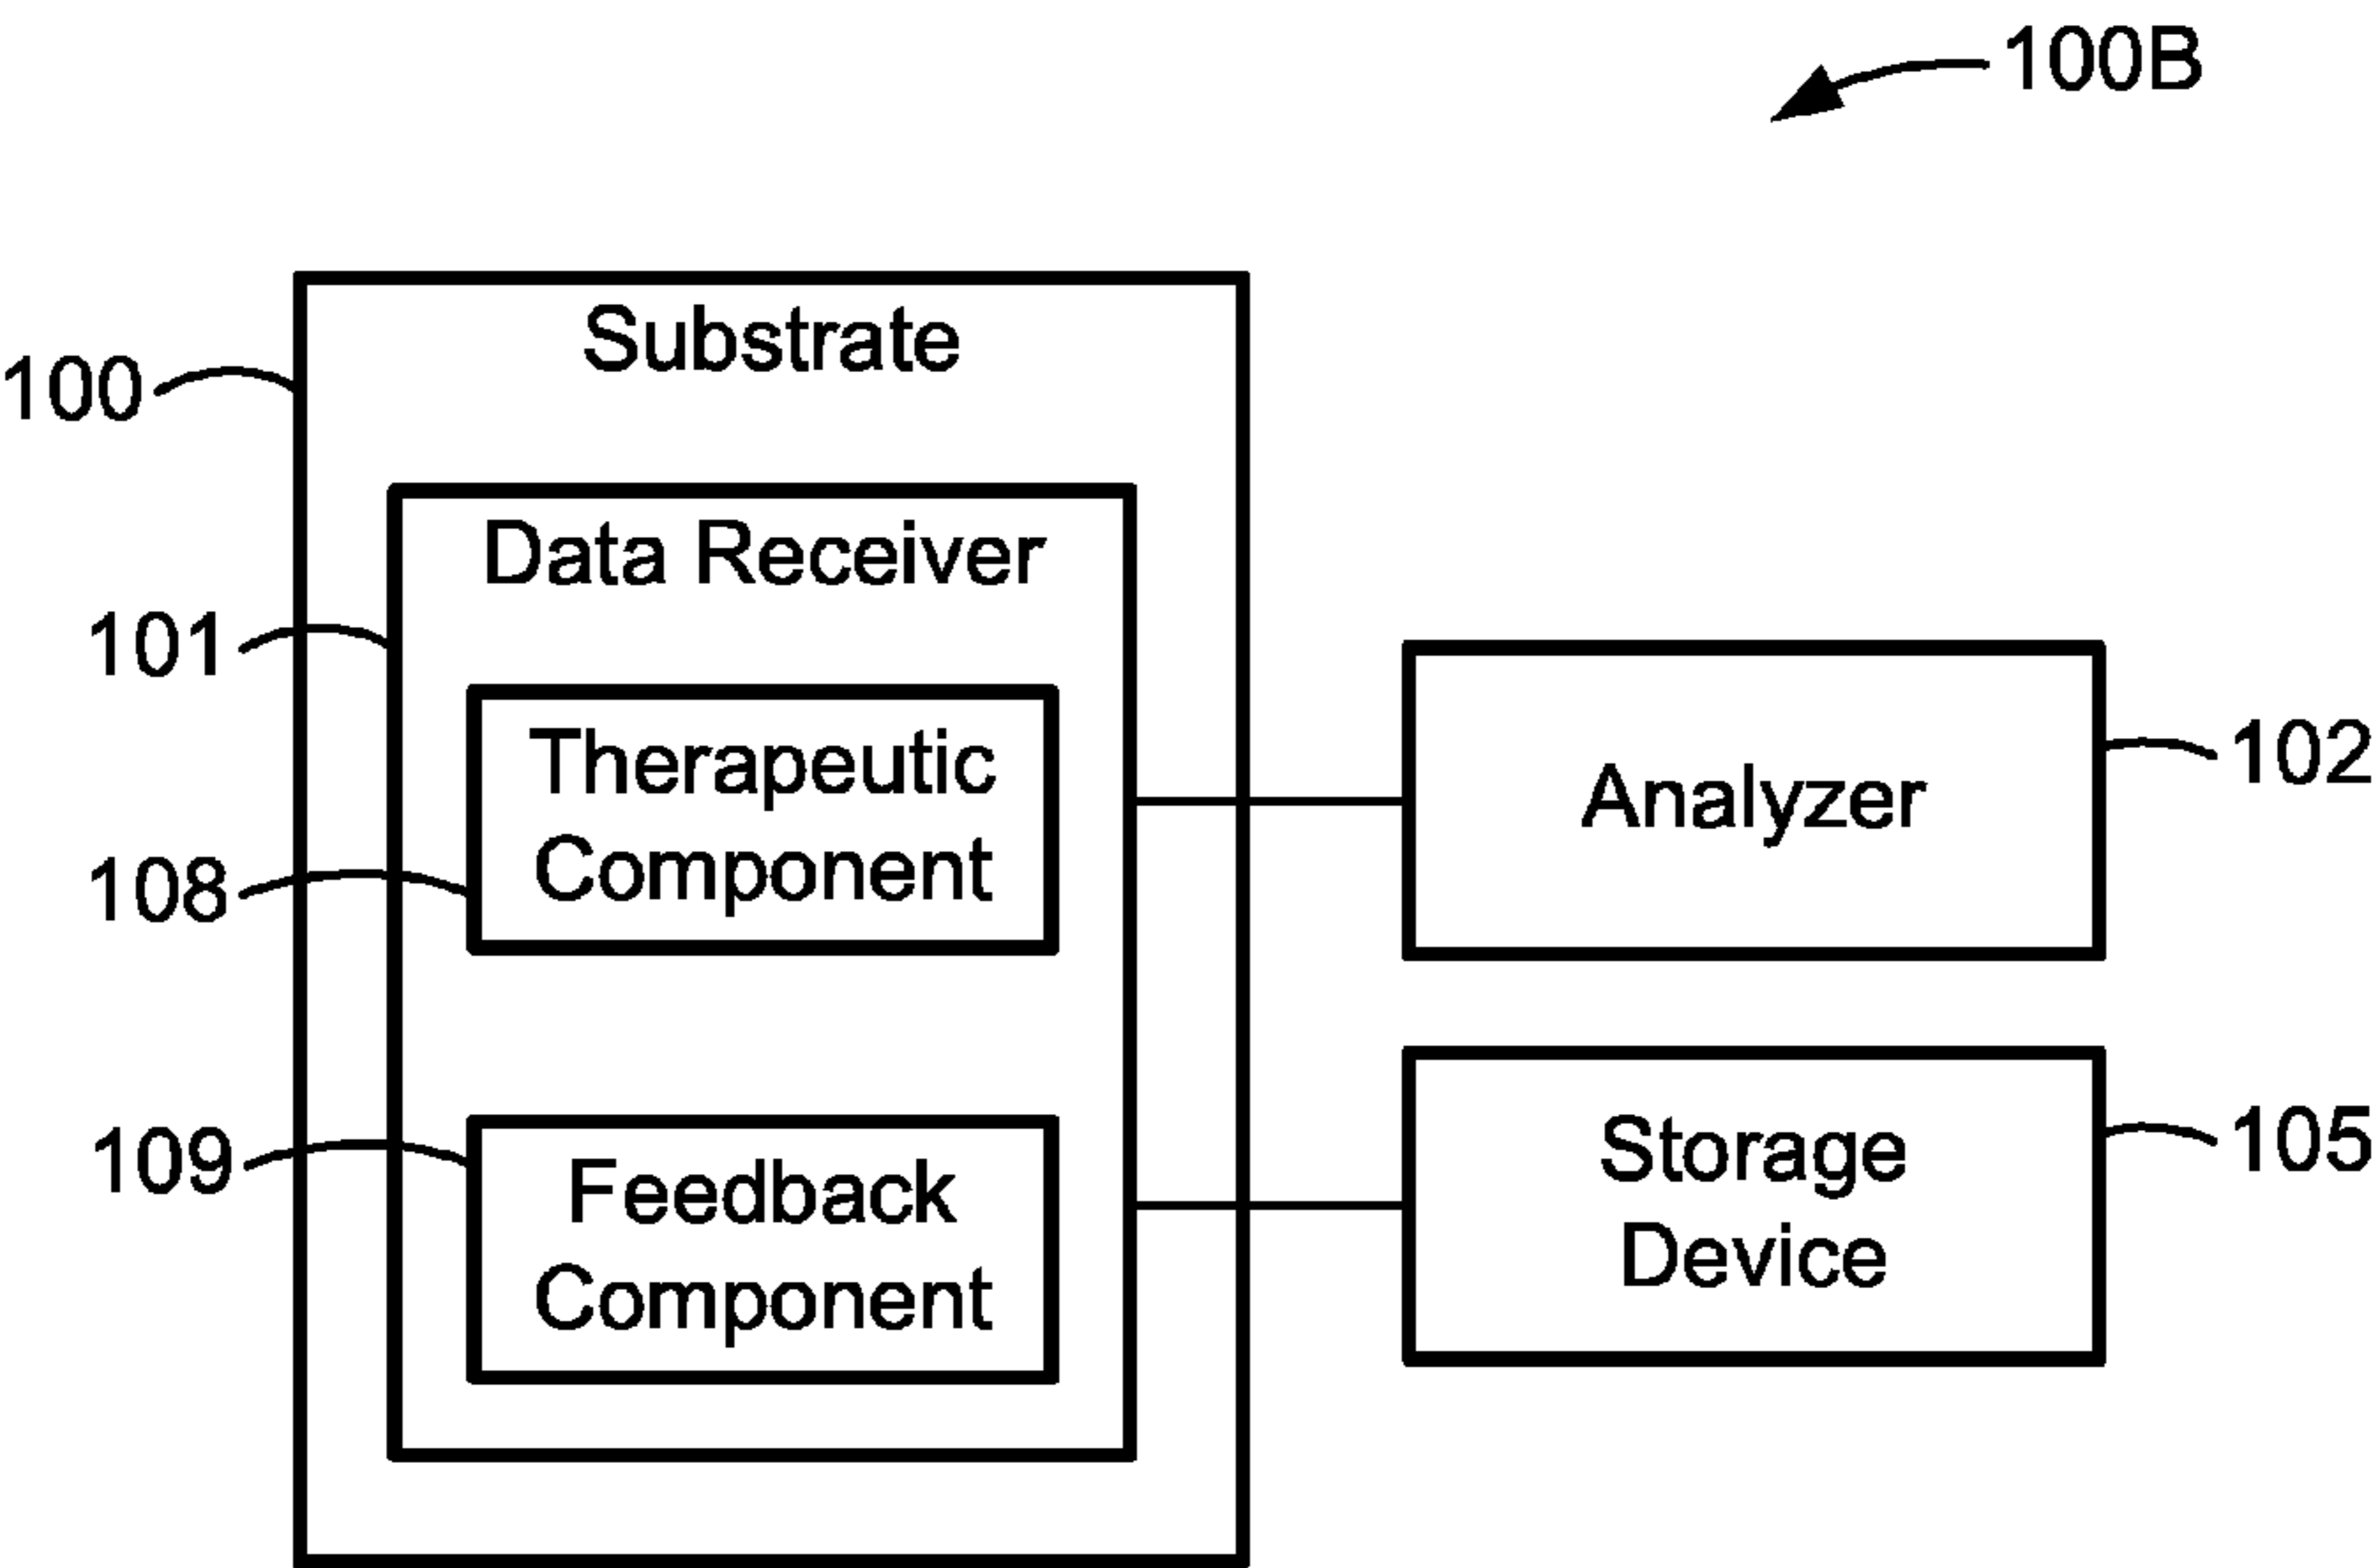 100B
Substrate
100
Data Receiver
101
Therapeutic
Component
108
Analyzer
102
Feedback
Component
109
Storage
Device
105